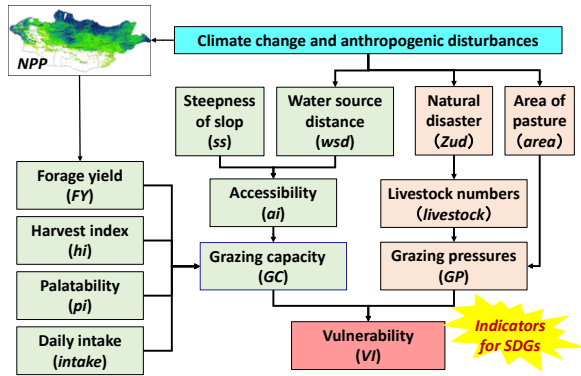 NPP
Climate change and anthropogenic disturbances
Steepness
of slop
(ss)
Water source
distance
(wsd)
Natural
disaster
(Zud)
Area of
pasture
(area)
Forage yield
(FY)
Accessibility
(ai)
Livestock numbers
(livestock)
Harvest index
(hi)
Grazing capacity
(GC)
Grazing pressures
(GP)
Palatability
(pi)
Daily intake
(intake)
Vulnerability
(VI)
Indicators
for SDGs